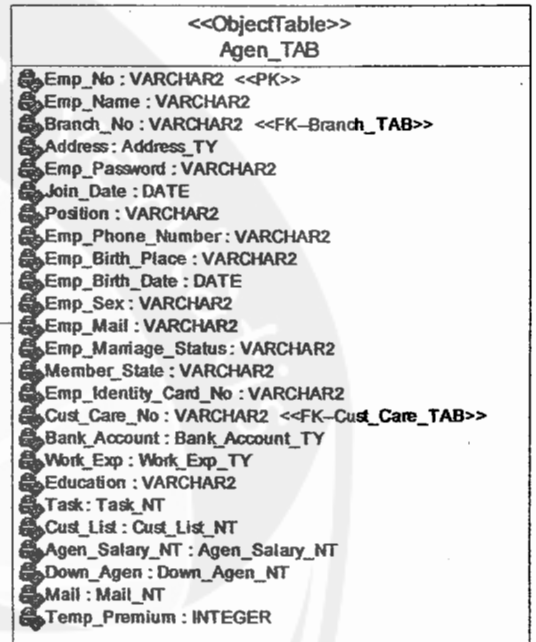 <<ObjectTable>>
Agen_TAB
Emp_No : VARCHAR2 <<PK>>
Emp_Name : VARCHAR2
Branch_No : VARCHAR2 <<FK--Branch_TAB>>
Address : Address_TY
Emp_Password : VARCHAR2
Join_Date : DATE
Position : VARCHAR2
Emp_Phone_Number : VARCHAR2
Emp_Birth_Place : VARCHAR2
Emp_Birth_Date : DATE
Emp_Sex : VARCHAR2
Emp_Mail : VARCHAR2
Emp_Marriage_Status : VARCHAR2
Member_State : VARCHAR2
Emp_Identity_Card_No : VARCHAR2
Cust_Care_No : VARCHAR2 <<FK--Cust_Care_TAB>>
Bank_Account : Bank_Account_TY
Work_Exp : Work_Exp_TY
Education : VARCHAR2
Task : Task_NT
Cust_List : Cust_List_NT
Agen_Salary_NT : Agen_Salary_NT
Down_Agen : Down_Agen_NT
Mail : Mail_NT
Temp_Premium : INTEGER